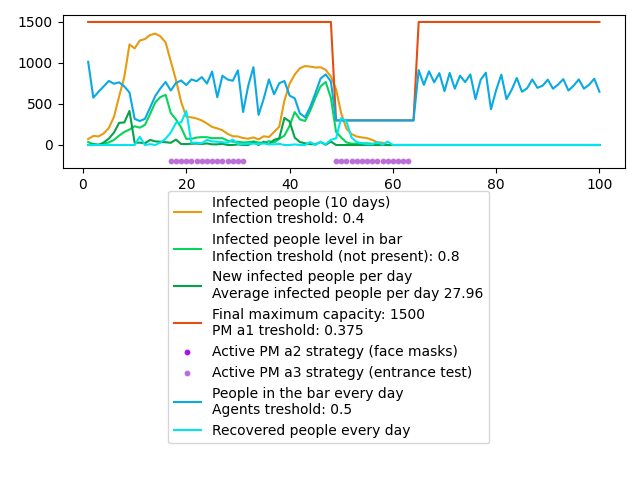 1500
1000
500
0
0
20
40
60
80
100
Infected people (10 days)
Infection treshold: 0.4
Infected people level in bar
Infection treshold (not present): 0.8
New infected people per day
Average infected people per day 27.96
Final maximum capacity: 1500
PM a1 treshold: 0.375
Active PM a2 strategy (face masks)
Active PM a3 strategy (entrance test)
People in the bar every day
Agents treshold: 0.5
Recovered people every day